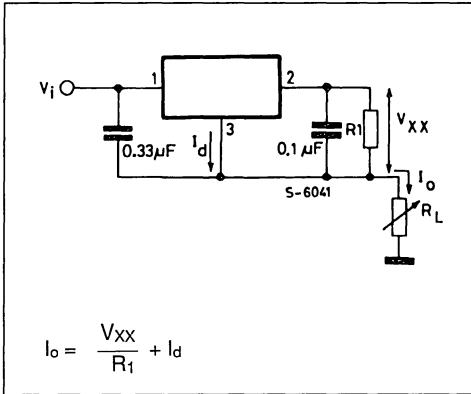 Vi
1
2
3
0.33µF
Id
0.1µF
R1
VXX
Io
S-6041
RL
Io = VXX / R1 + Id